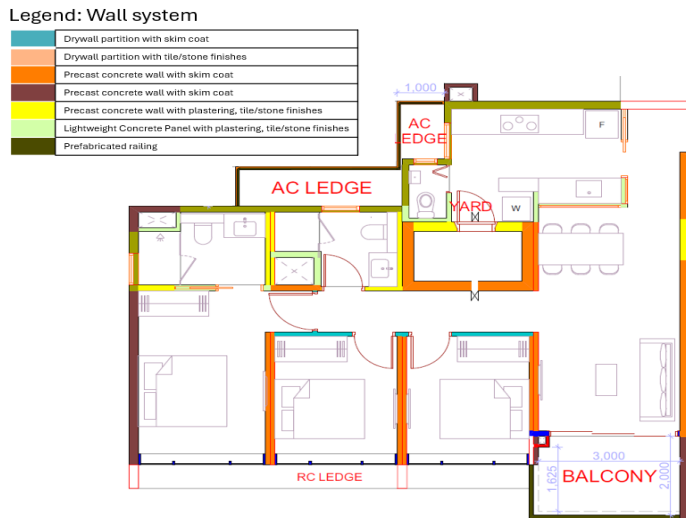 Legend: Wall system
Drywall partition with skim coat
Drywall partition with tile/stone finishes
Precast concrete wall with skim coat
Precast concrete wall with skim coat
Precast concrete wall with plastering, tile/stone finishes
Lightweight Concrete Panel with plastering, tile/stone finishes
Prefabricated railing
1,000
AC
LEDGE
F
AC LEDGE
YARD
W
3,000
1,625
2,000
BALCONY
RC LEDGE